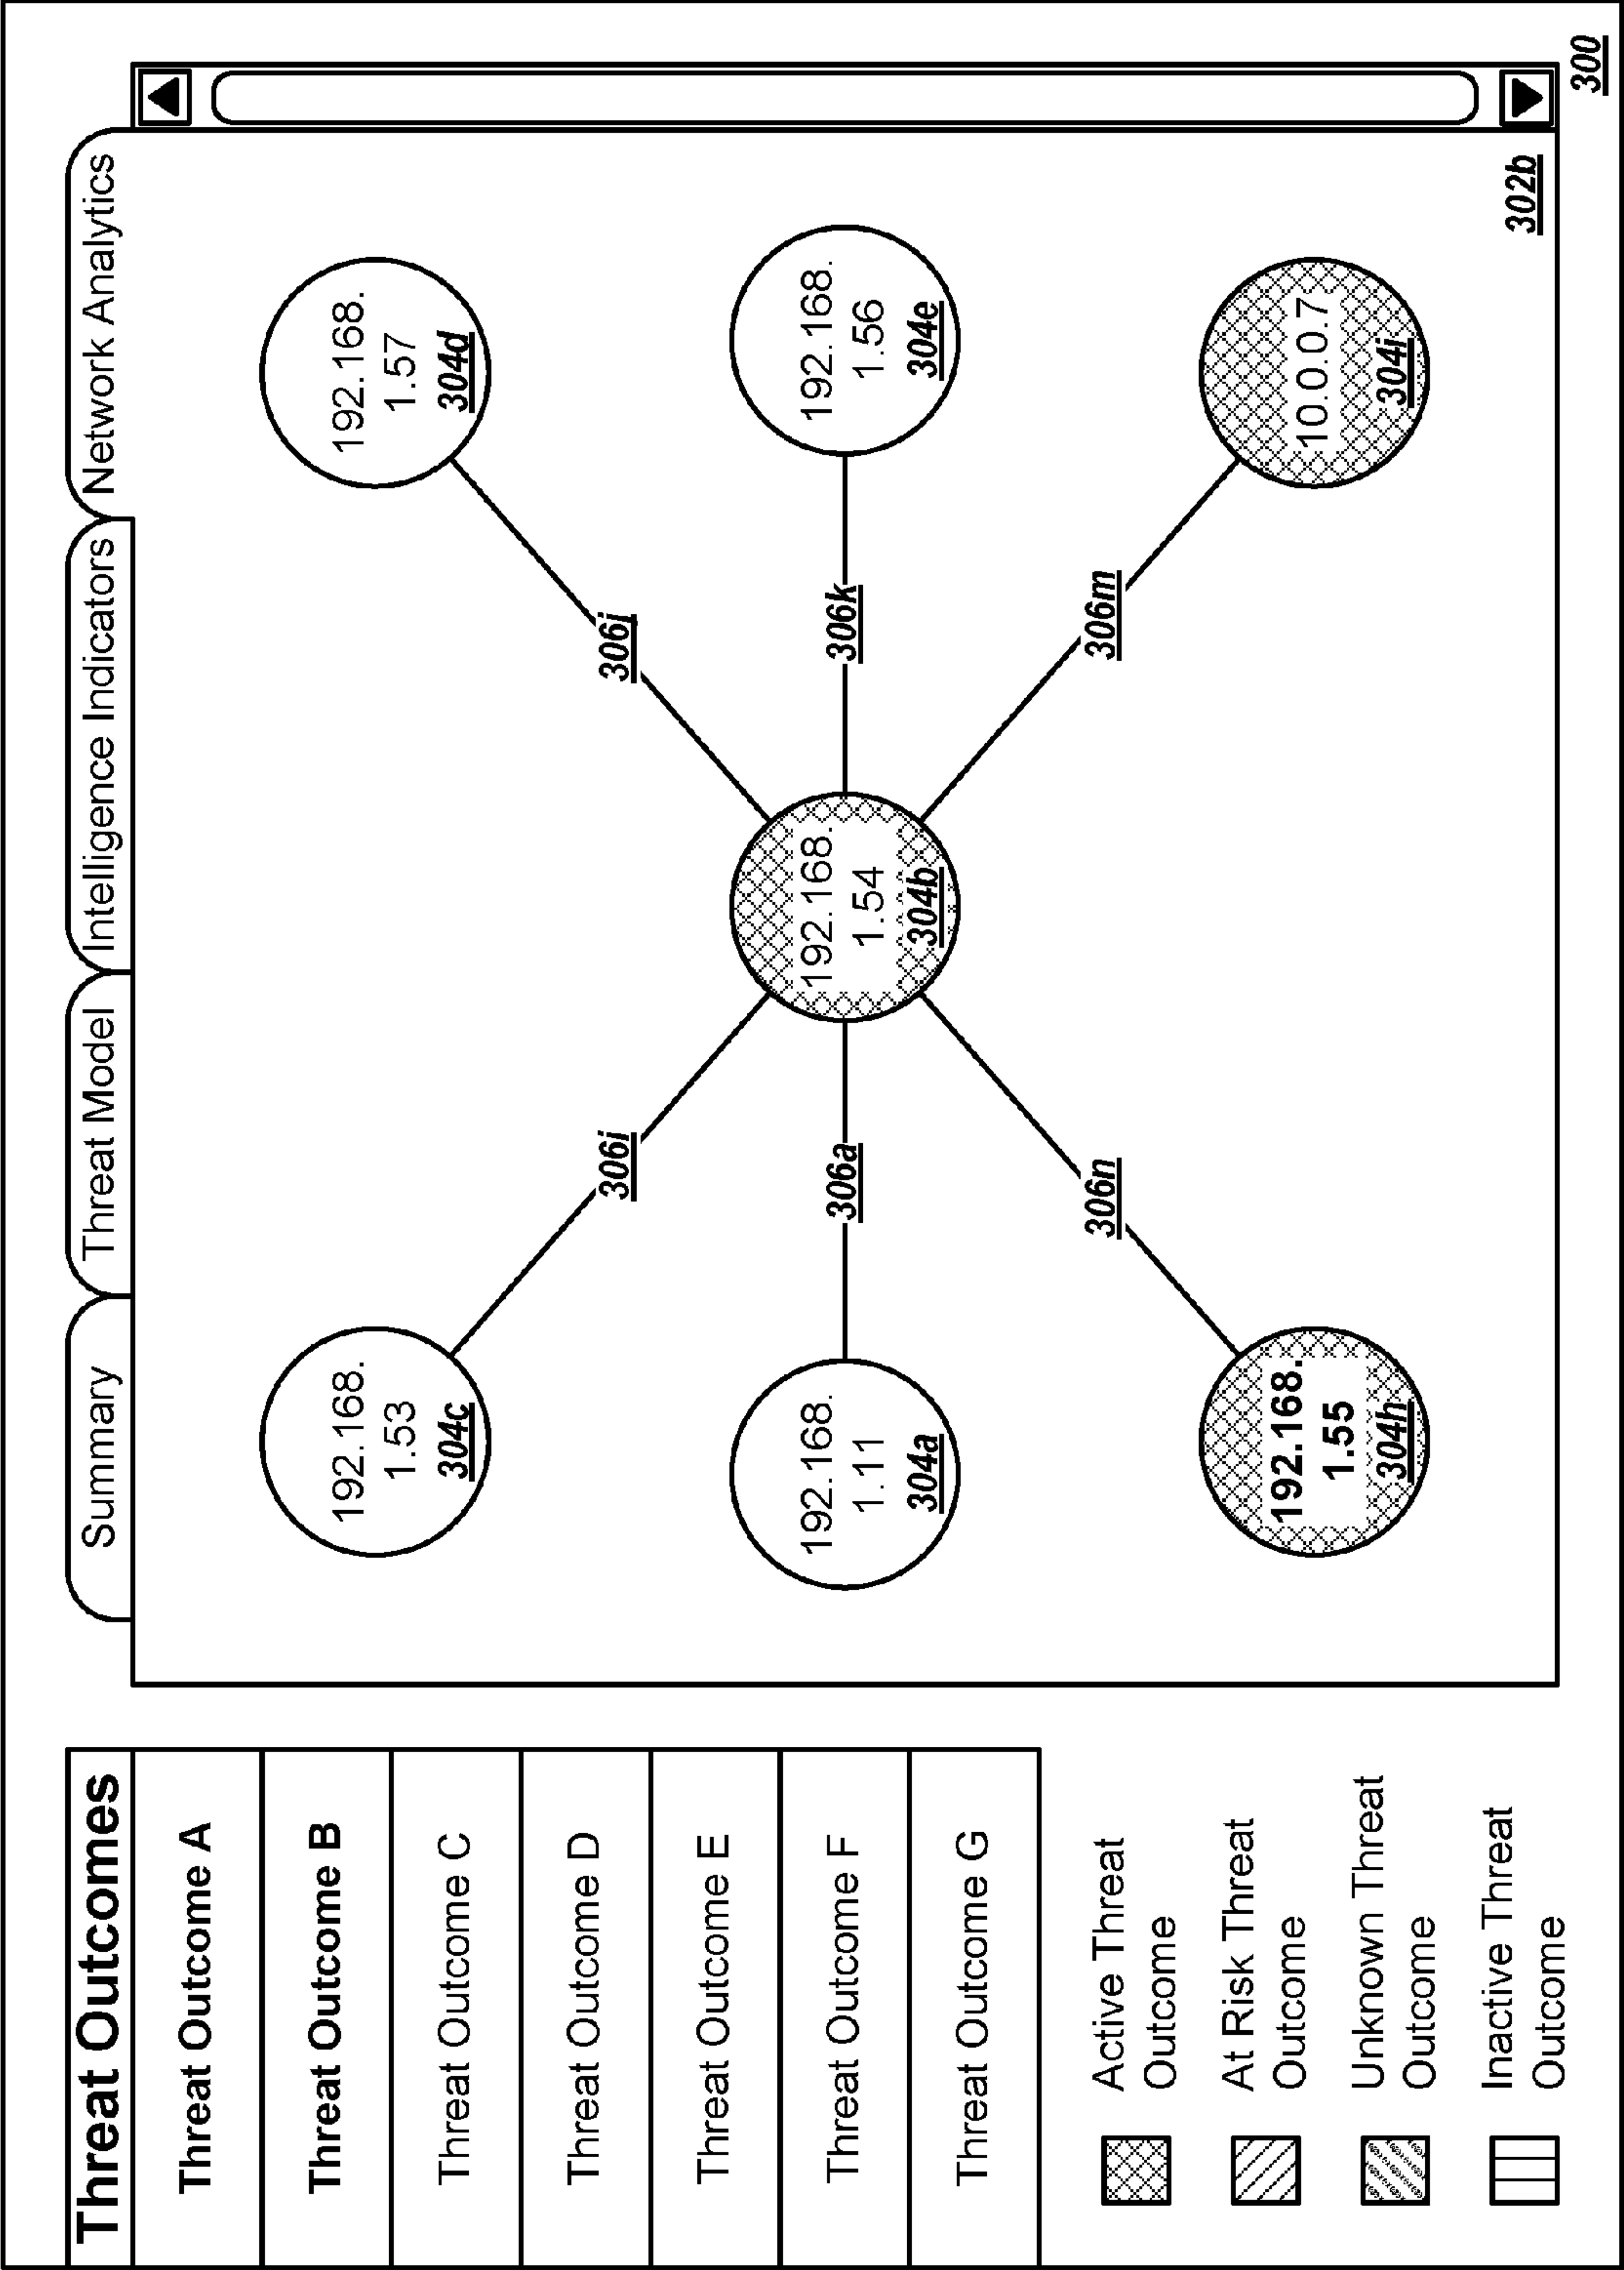 Threat Outcomes
Threat Outcome A
Threat Outcome B
Threat Outcome C
Threat Outcome D
Threat Outcome E
Threat Outcome F
Threat Outcome G
Active Threat
Outcome
At Risk Threat
Outcome
Unknown Threat
Outcome
Inactive Threat
Outcome
Summary
Threat Model
Intelligence Indicators
Network Analytics
192.168.
1.53
304c
192.168.
1.57
304d
306i
306j
192.168.
1.11
304a
306a
192.168.
1.54
304b
306k
192.168.
1.56
304e
306n
306m
192.168.
1.55
304h
10.0.0.7
304i
302b
300